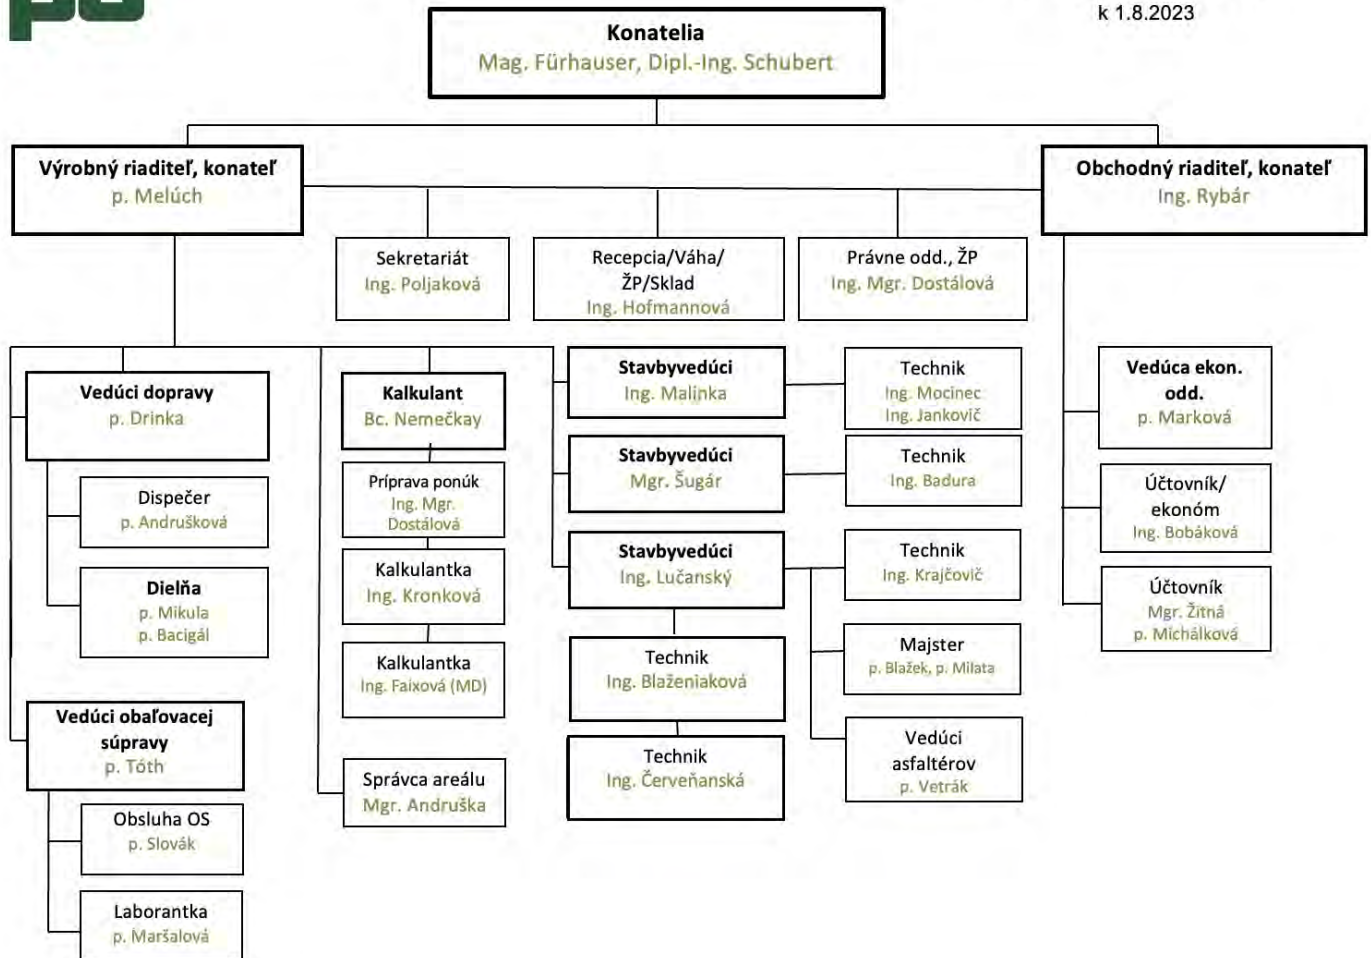 k 1.8.2023
Konatelia
Mag. Fürhauser, Dipl.-Ing. Schubert
Výrobný riaditeľ, konateľ
p. Melúch
Obchodný riaditeľ, konateľ
Ing. Rybár
Sekretariát
Ing. Poljaková
Recepcia/Váha/
ŽP/Sklad
Ing. Hofmannová
Právne odd., ŽP
Ing. Mgr. Dostálová
Vedúci dopravy
p. Drinka
Dispečer
p. Andrušková
Dielňa
p. Mikula
p. Bacigál
Vedúci obaľovacej
súpravy
p. Tóth
Obsluha OS
p. Slovák
Laborantka
p. Maršalová
Kalkulant
Bc. Nemečkay
Príprava ponúk
Ing. Mgr.
Dostálová
Kalkulantka
Ing. Kronková
Kalkulantka
Ing. Faixová (MD)
Správca areálu
Mgr. Andruška
Stavbyvedúci
Ing. Malinka
Stavbyvedúci
Mgr. Šugár
Stavbyvedúci
Ing. Lučanský
Technik
Ing. Blaženiaková
Technik
Ing. Červeňanská
Technik
Ing. Mocinec
Ing. Jankovič
Technik
Ing. Badura
Technik
Ing. Krajčovič
Majster
p. Blažek, p. Milata
Vedúci
asfaltérov
p. Vetrák
Vedúca ekon.
odd.
p. Marková
Účtovník/
ekonóm
Ing. Bobáková
Účtovník
Mgr. Žitná
p. Michálková